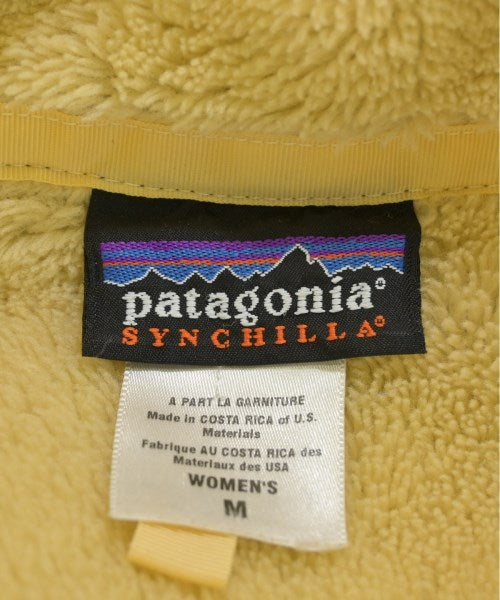 patagonia®
SYNCHILLA®
A PART LA GARNITURE
Made in COSTA RICA of U.S.
Materials
Fabrique AU COSTA RICA des
Materiaux des USA
WOMEN'S
M